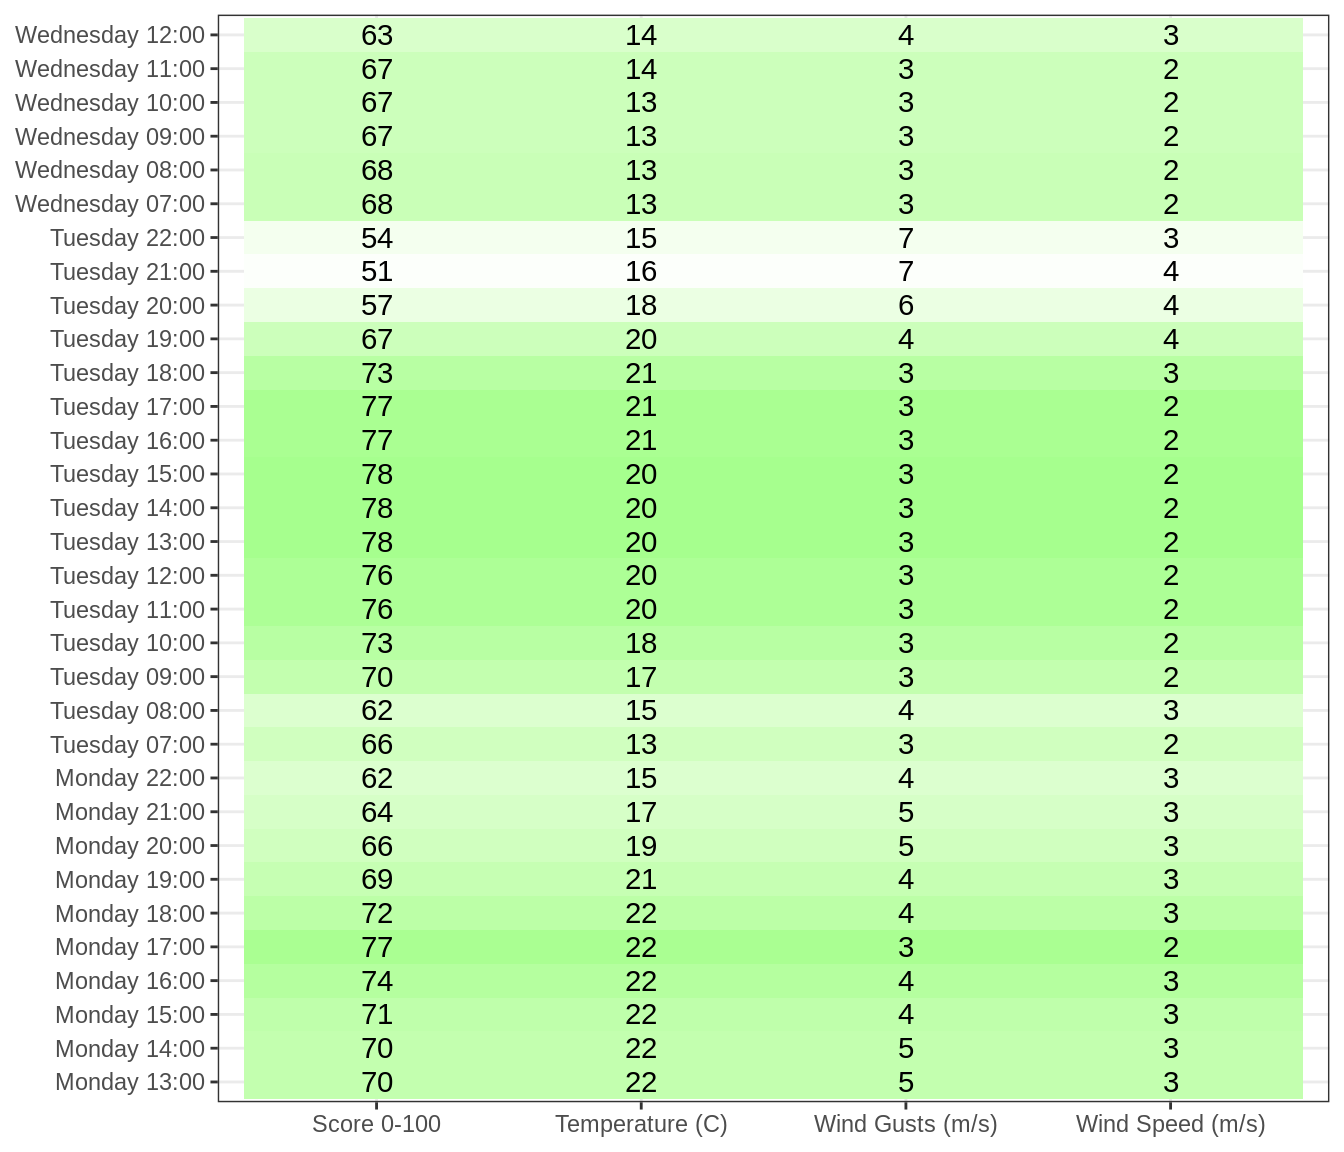 Wednesday 12:00 63 14 4 3
Wednesday 11:00 67 14 3 2
Wednesday 10:00 67 13 3 2
Wednesday 09:00 67 13 3 2
Wednesday 08:00 68 13 3 2
Wednesday 07:00 68 13 3 2
Tuesday 22:00 54 15 7 3
Tuesday 21:00 51 16 7 4
Tuesday 20:00 57 18 6 4
Tuesday 19:00 67 20 4 4
Tuesday 18:00 73 21 3 3
Tuesday 17:00 77 21 3 2
Tuesday 16:00 77 21 3 2
Tuesday 15:00 78 20 3 2
Tuesday 14:00 78 20 3 2
Tuesday 13:00 78 20 3 2
Tuesday 12:00 76 20 3 2
Tuesday 11:00 76 20 3 2
Tuesday 10:00 73 18 3 2
Tuesday 09:00 70 17 3 2
Tuesday 08:00 62 15 4 3
Tuesday 07:00 66 13 3 2
Monday 22:00 62 15 4 3
Monday 21:00 64 17 5 3
Monday 20:00 66 19 5 3
Monday 19:00 69 21 4 3
Monday 18:00 72 22 4 3
Monday 17:00 77 22 3 2
Monday 16:00 74 22 4 3
Monday 15:00 71 22 4 3
Monday 14:00 70 22 5 3
Monday 13:00 70 22 5 3
Score 0-100 Temperature (C) Wind Gusts (m/s) Wind Speed (m/s)